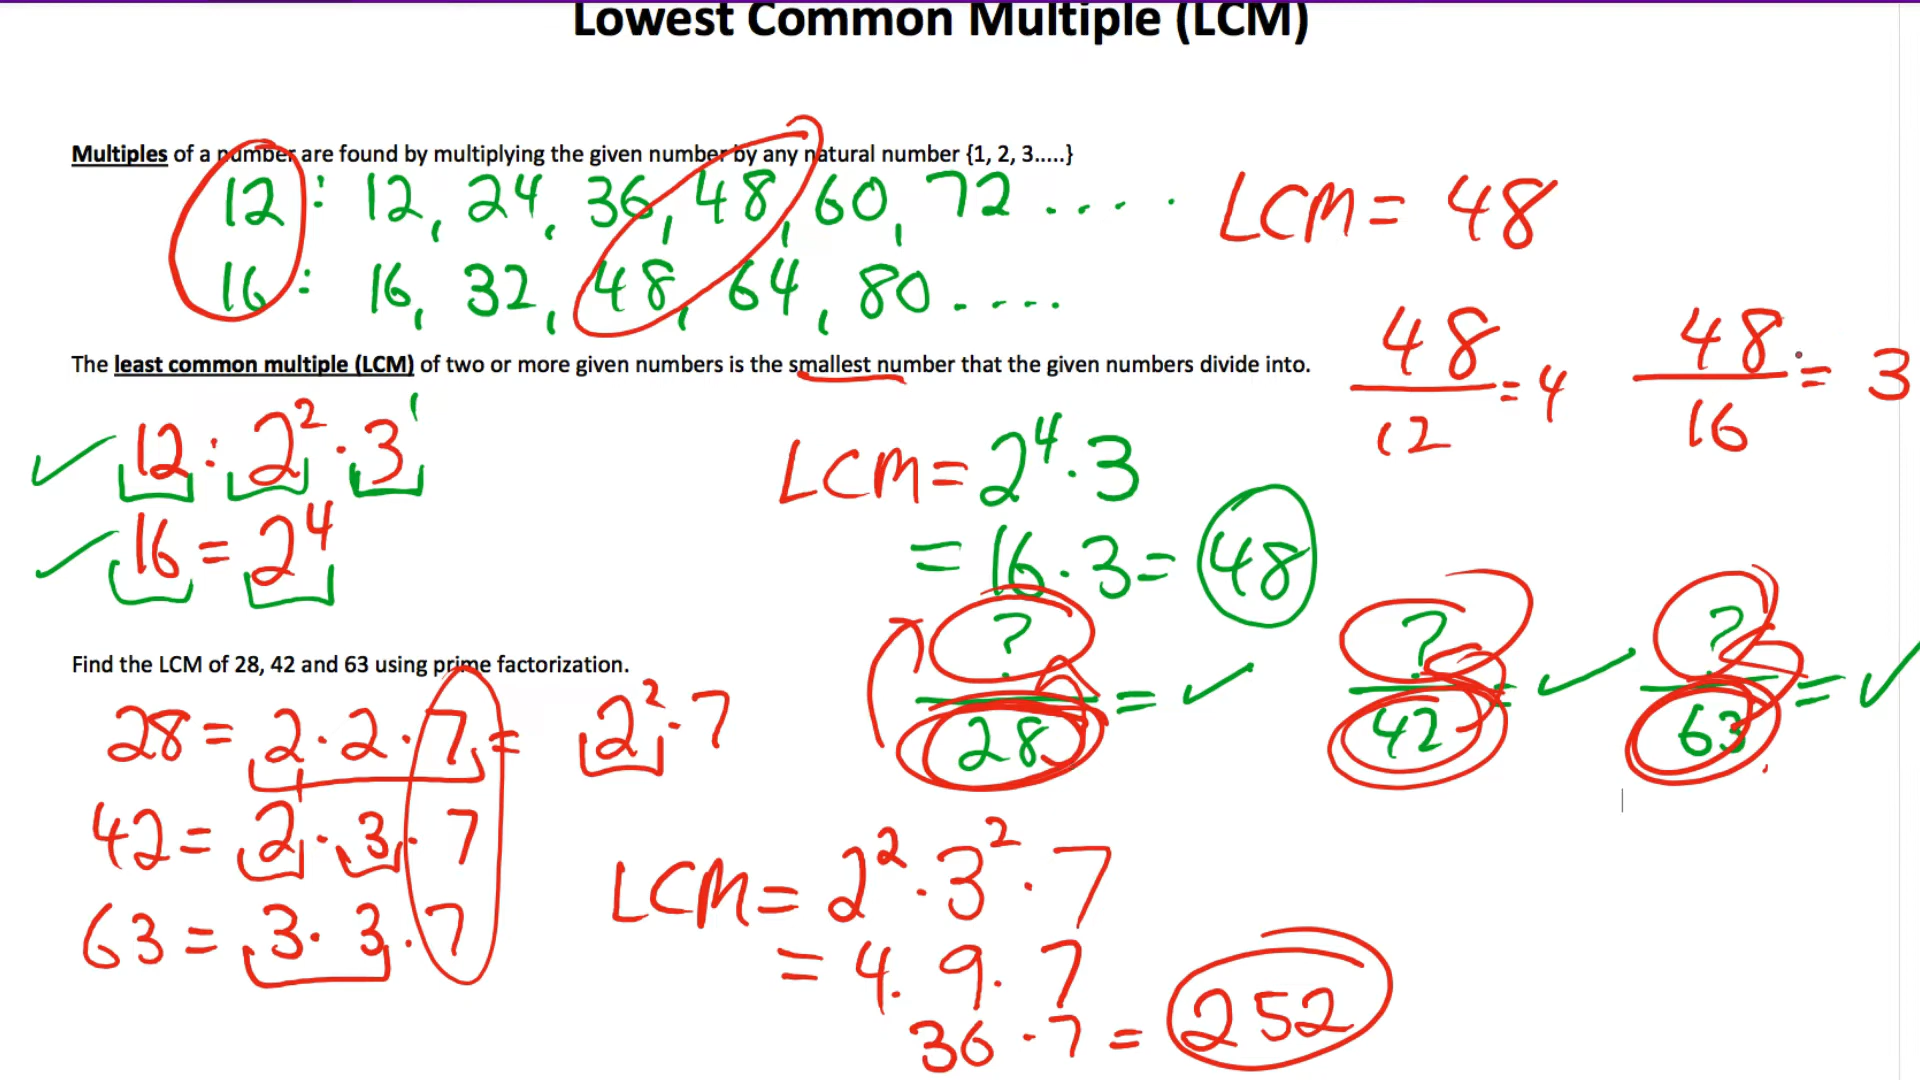 Lowest Common Multiple (LCM)
Multiples of a number are found by multiplying the given number by any natural number {1, 2, 3.....}
12 : 12, 24, 36, 48, 60, 72 . . . .
LCM = 48
16 : 16, 32, 48, 64, 80 . . . .
48/12 = 4
48/16 = 3
The least common multiple (LCM) of two or more given numbers is the smallest number that the given numbers divide into.
12 : 2² · 3¹
LCM = 2⁴ · 3
16 = 2⁴
= 16 · 3 = 48
Find the LCM of 28, 42 and 63 using prime factorization.
?/28 = ✓
?/42 = ✓
?/63 = ✓
28 = 2 · 2 · 7 = 2² · 7
42 = 2 · 3 · 7
LCM = 2² · 3² · 7
63 = 3 · 3 · 7
= 4 · 9 · 7
36 · 7 = 252